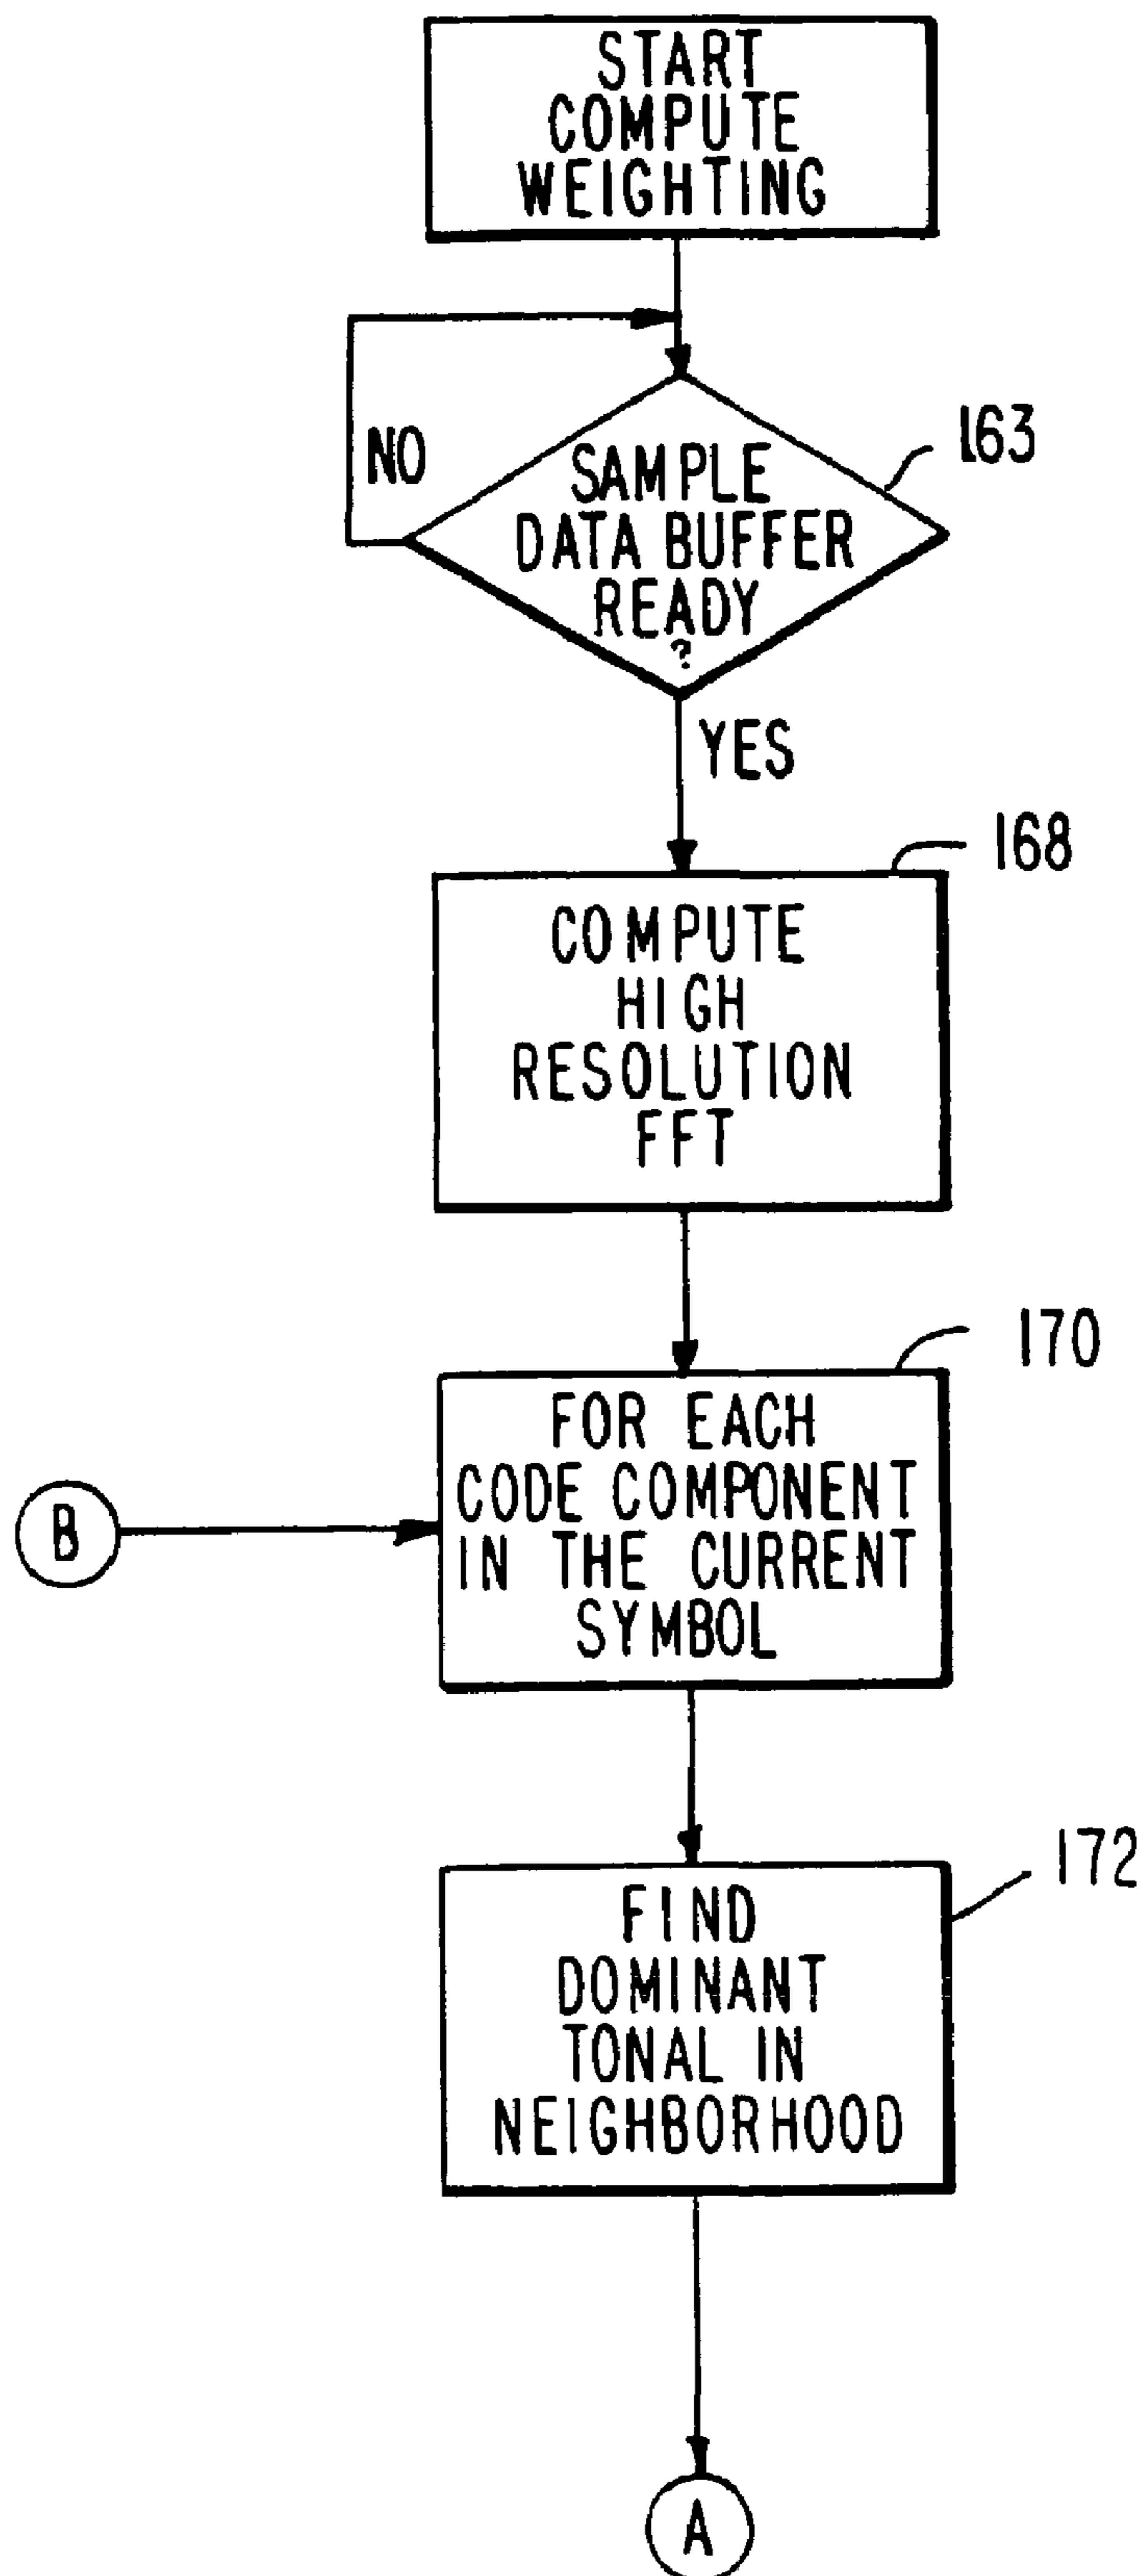 START
COMPUTE
WEIGHTING
NO
163
SAMPLE
DATA BUFFER
READY
?
YES
168
COMPUTE
HIGH
RESOLUTION
FFT
170
FOR EACH
CODE COMPONENT
IN THE CURRENT
SYMBOL
B
172
FIND
DOMINANT
TONAL IN
NEIGHBORHOOD
A